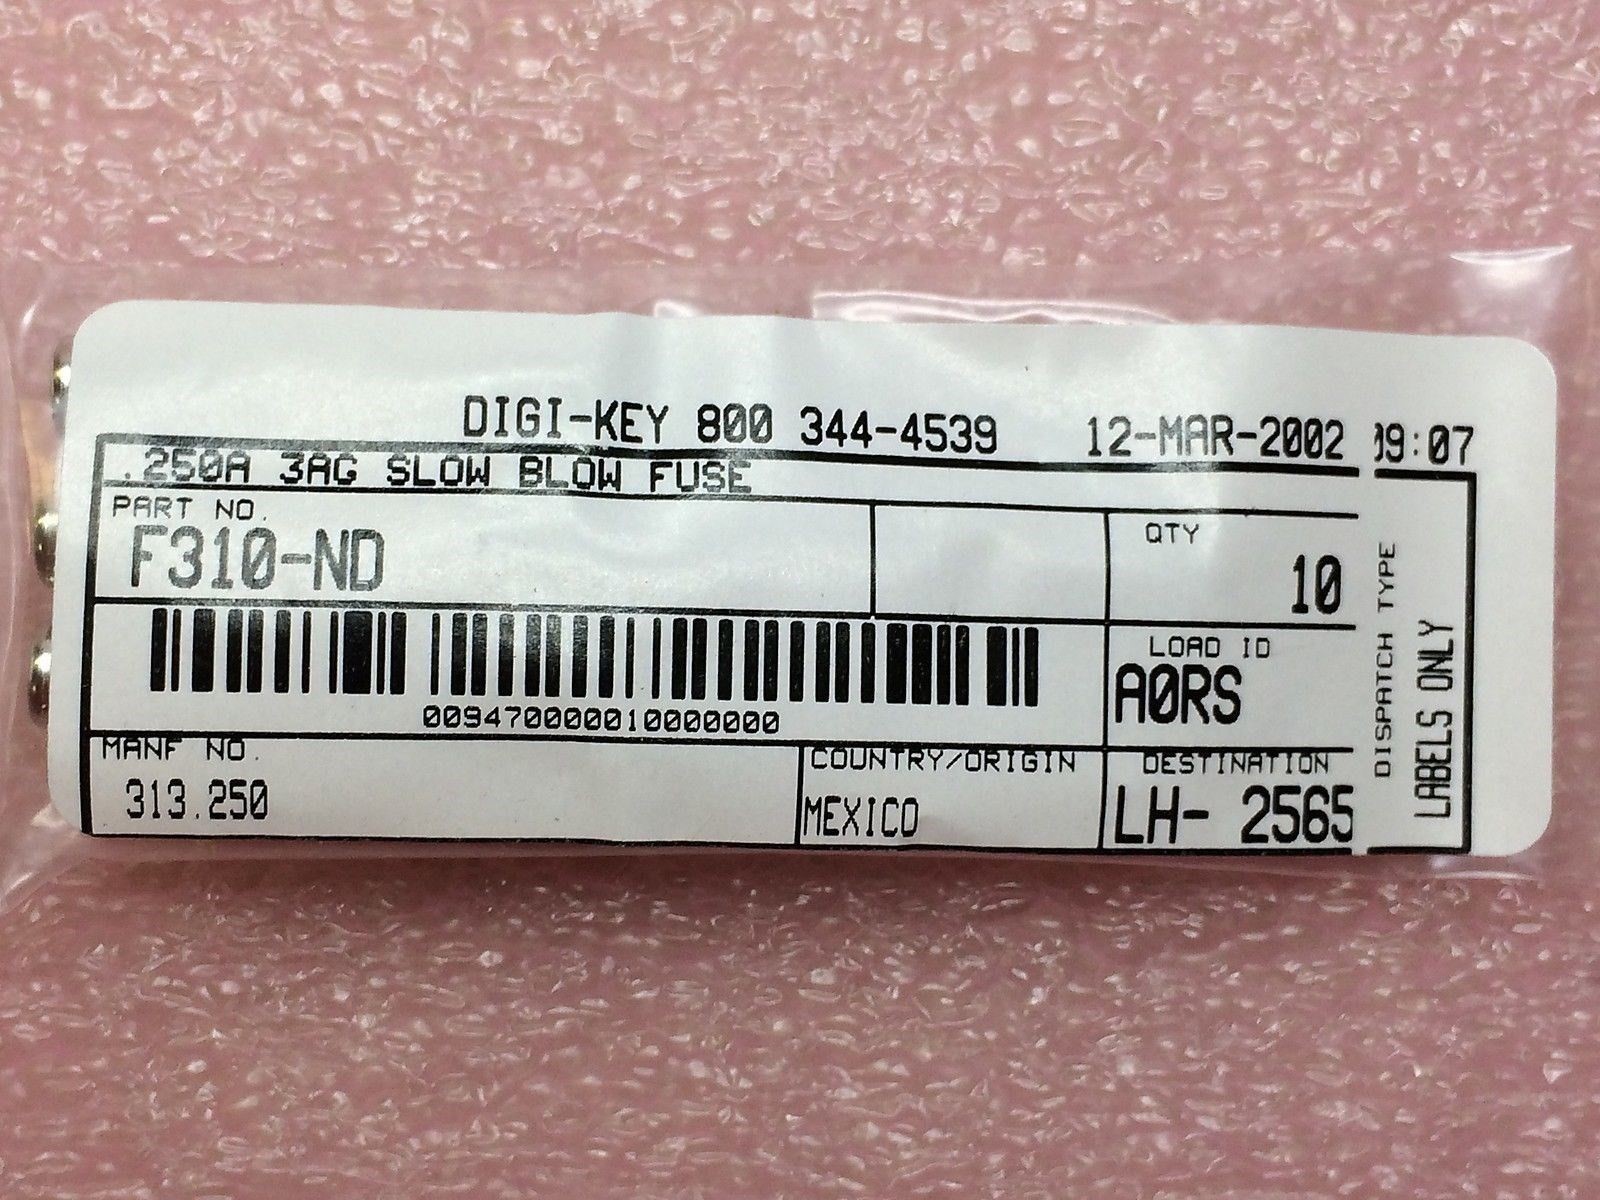 DIGI-KEY 800 344-4539 12-MAR-2002 09:07
.250A 3AG SLOW BLOW FUSE
PART NO.
F310-ND
QTY
10
009470000010000000
LOAD ID
A0RS
MANF NO.
313.250
COUNTRY/ORIGIN
MEXICO
DESTINATION
LH- 2565
DISPATCH TYPE
LABELS ONLY